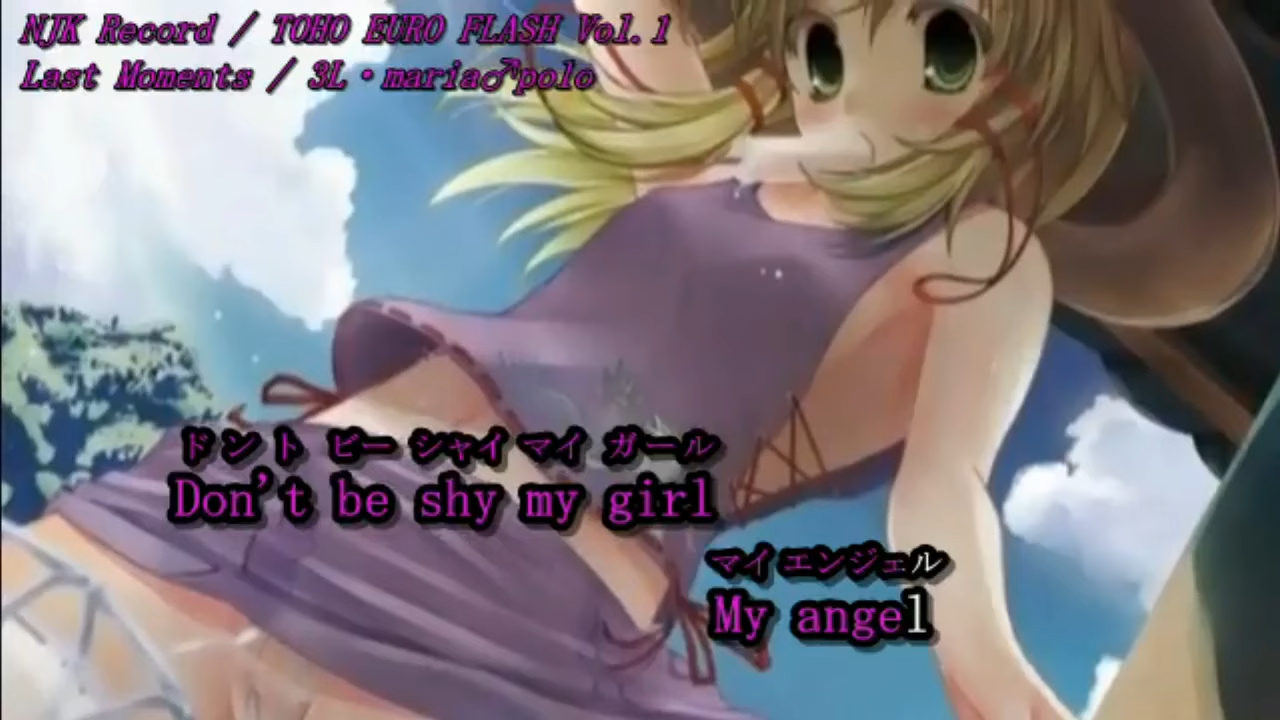 NJK Record / TOHO EURO FLASH Vol.1
Last Moments / 3L・maria♂polo
ドント ビー シャイ マイ ガール
Don't be shy my girl
マイ エンジェル
My angel